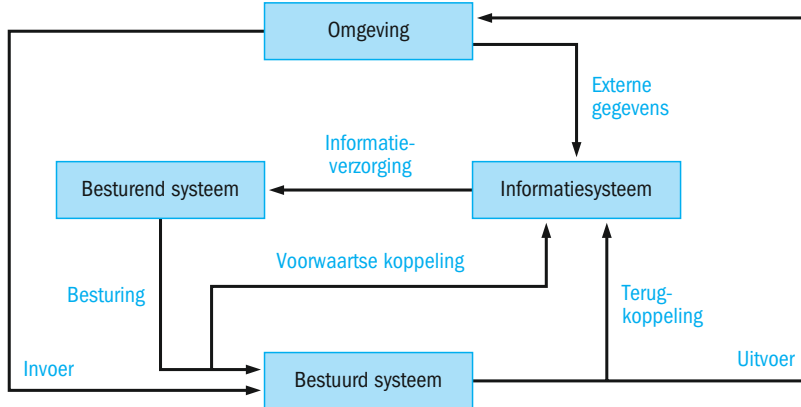 Omgeving
Externe
gegevens
Informatie-
verzorging
Besturend systeem
Informatiesysteem
Voorwaartse koppeling
Besturing
Terug-
koppeling
Invoer
Bestuurd systeem
Uitvoer